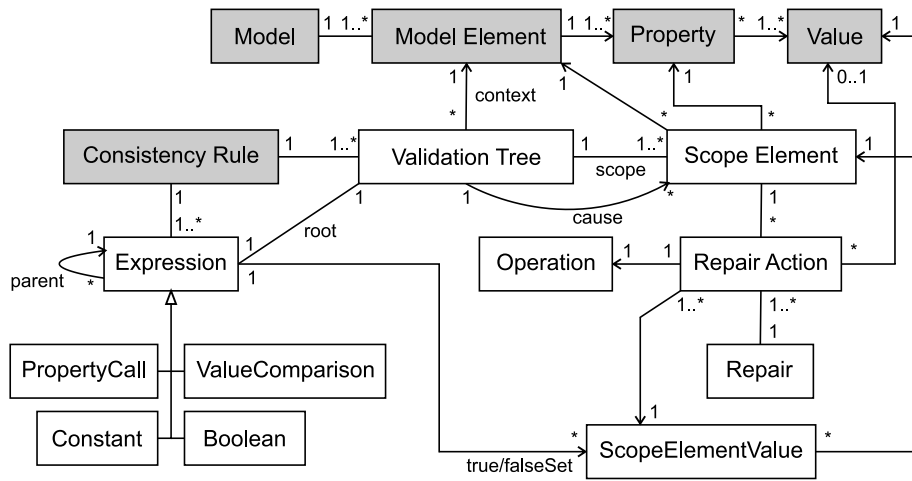 Model
1
1..*
Model Element
1
1..*
Property
*
1..*
Value
1
1
context
1
1
0..1
*
*
*
Consistency Rule
1
1..*
Validation Tree
1
1..*
scope
Scope Element
1
1
1..*
1
root
1
cause
*
1
*
parent
1
*
Expression
1
1
Operation
1
1
Repair Action
*
1..*
1..*
1
PropertyCall
ValueComparison
Repair
Constant
Boolean
1
*
true/falseSet
ScopeElementValue
*